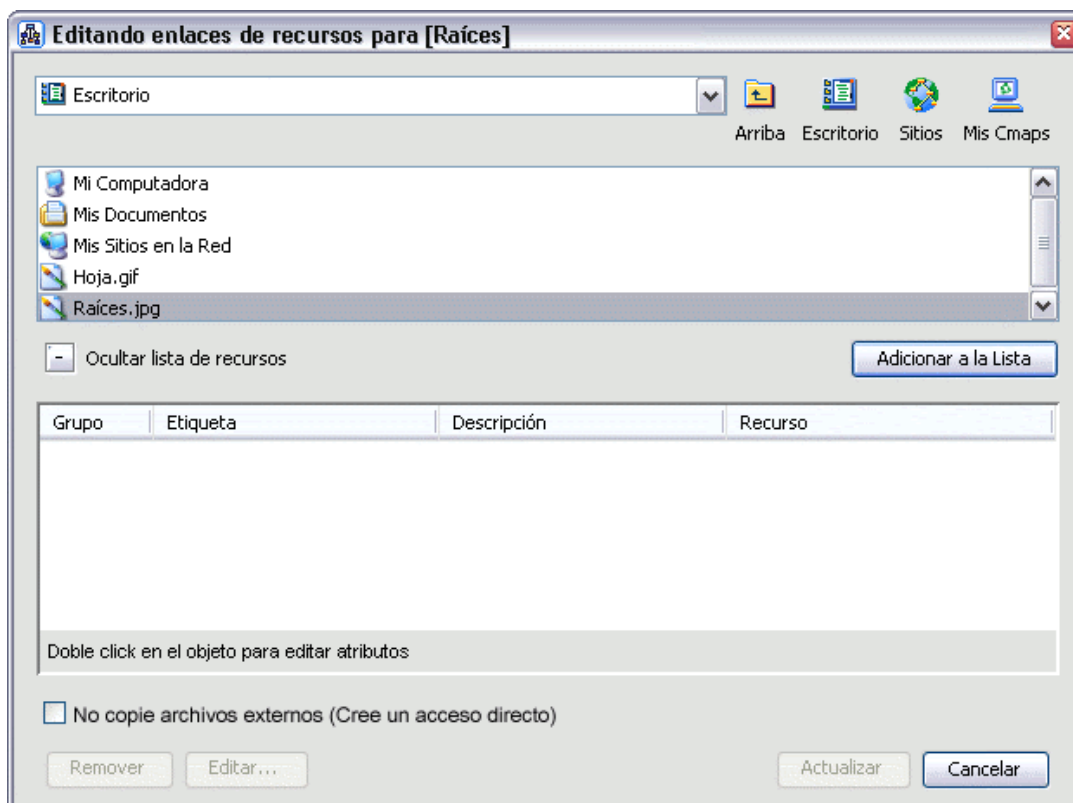 Editando enlaces de recursos para [Raíces]
Escritorio
Arriba Escritorio Sitios Mis Cmaps
Mi Computadora
Mis Documentos
Mis Sitios en la Red
Hoja.gif
Raíces.jpg
Ocultar lista de recursos
Adicionar a la Lista
Grupo Etiqueta Descripción Recurso
Doble click en el objeto para editar atributos
No copie archivos externos (Cree un acceso directo)
Remover Editar... Actualizar Cancelar